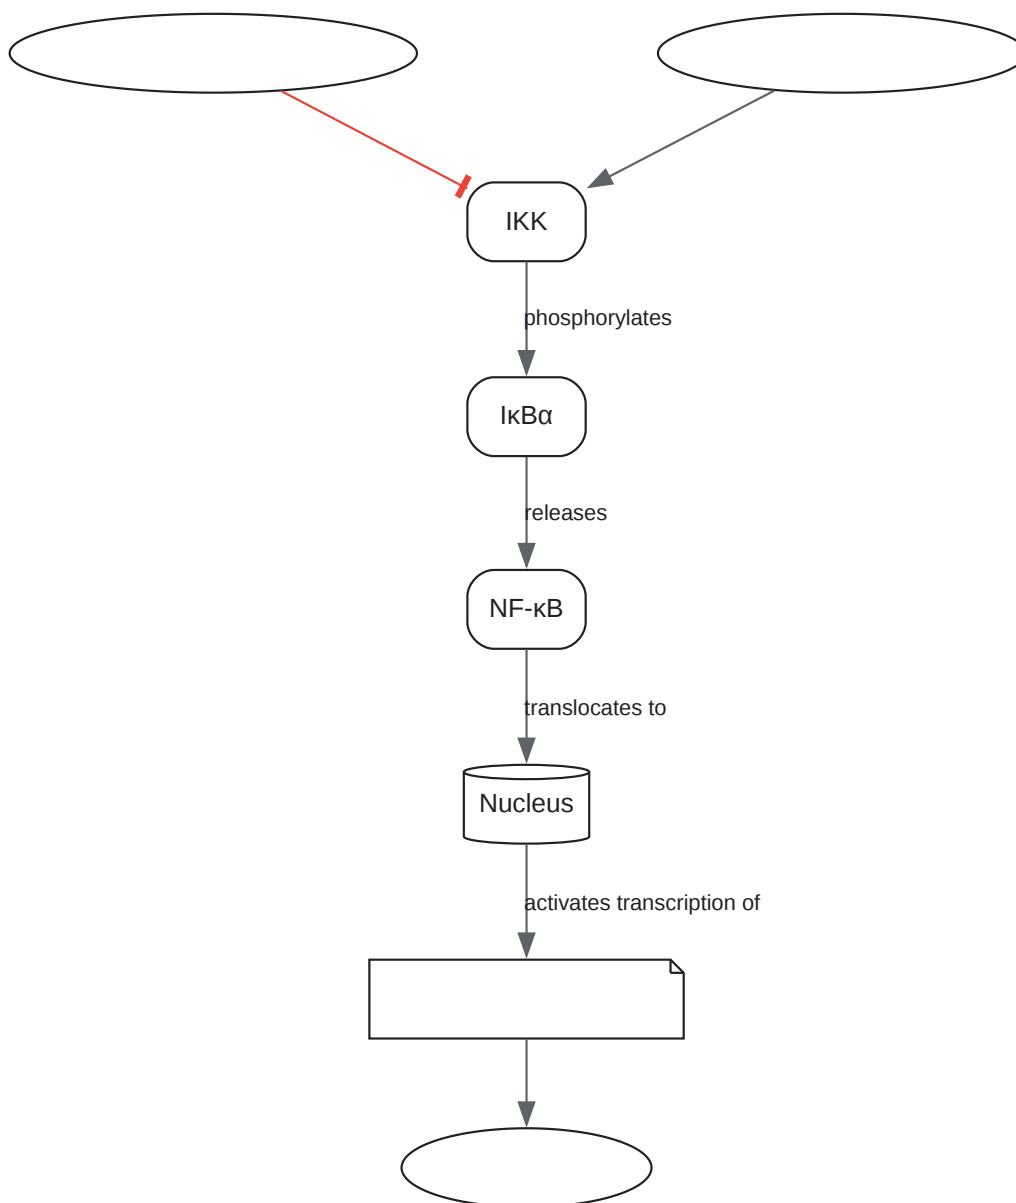 IKK
phosphorylates
IκBα
releases
NF-κB
translocates to
Nucleus
activates transcription of